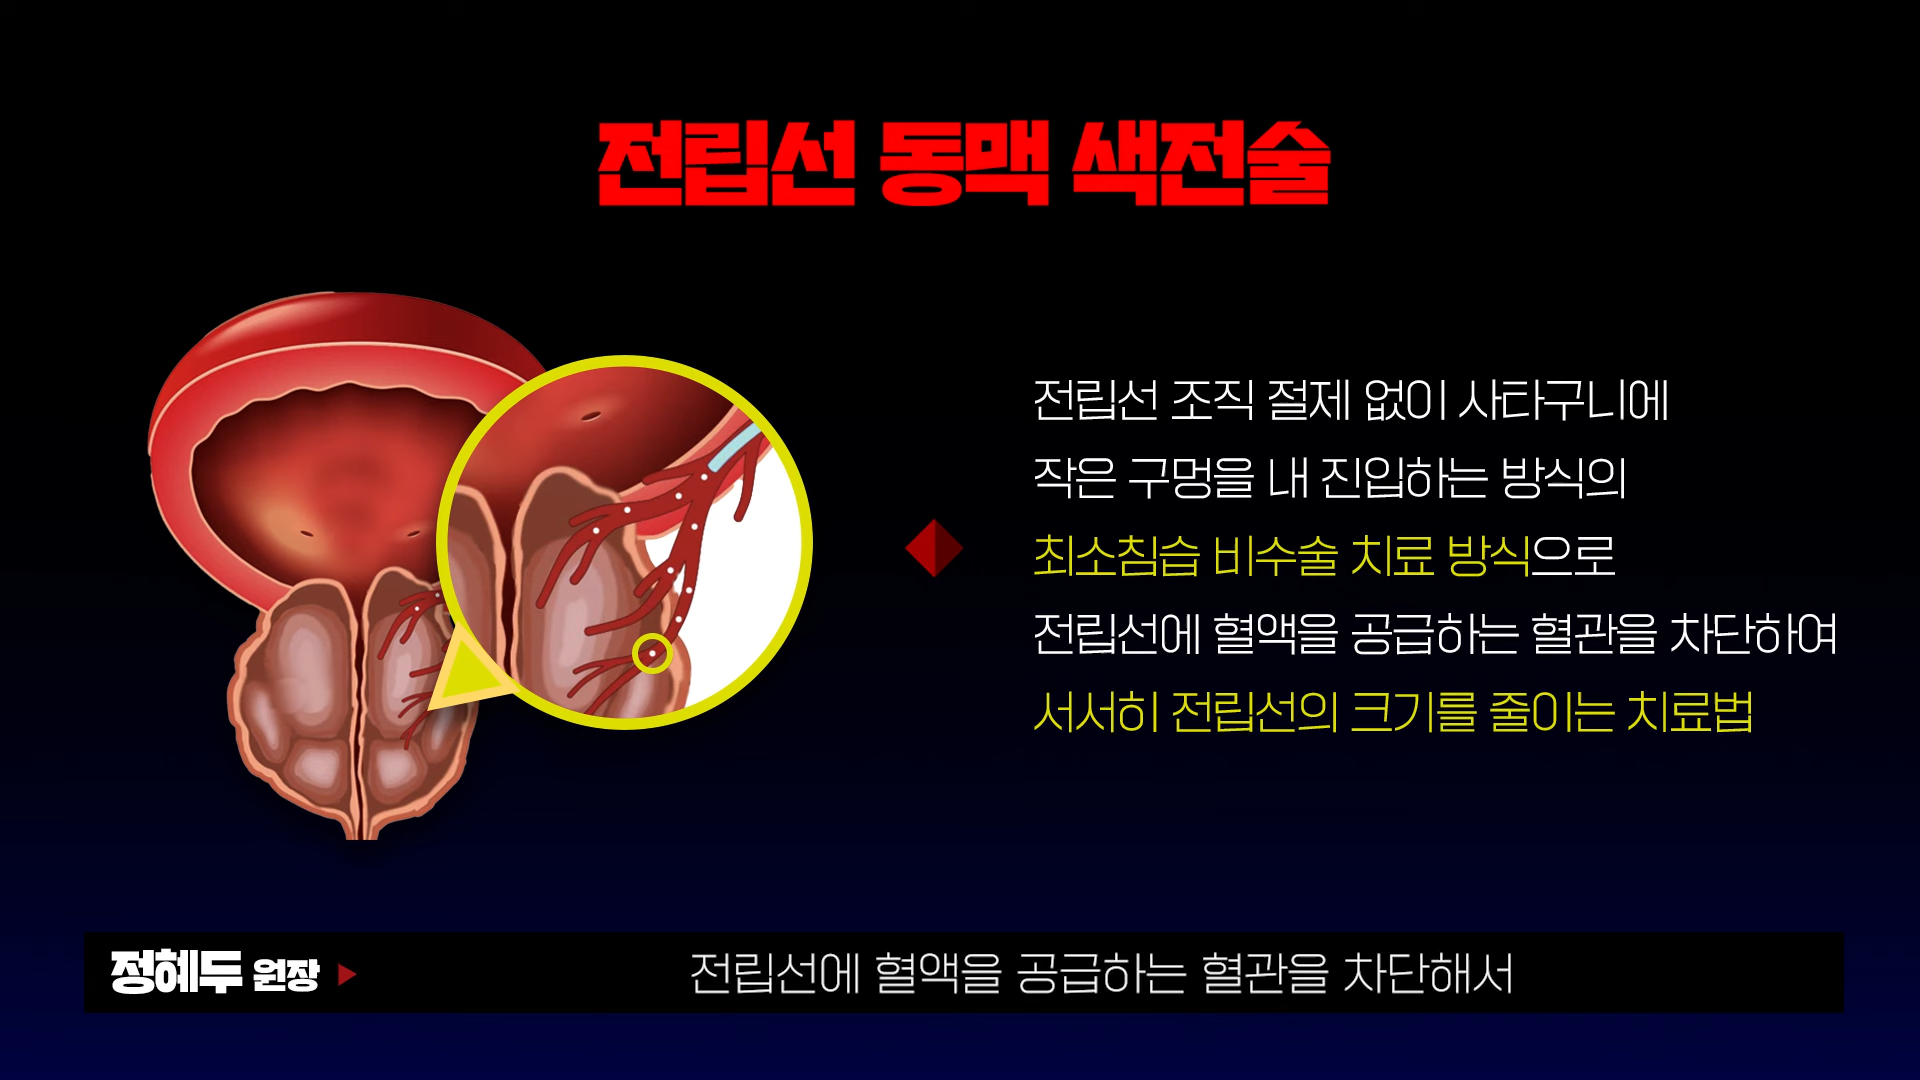 전립선 동맥 색전술
전립선 조직 절제 없이 사타구니에
작은 구멍을 내 진입하는 방식의
최소침습 비수술 치료 방식으로
전립선에 혈액을 공급하는 혈관을 차단하여
서서히 전립선의 크기를 줄이는 치료법
정혜두 원장
전립선에 혈액을 공급하는 혈관을 차단해서